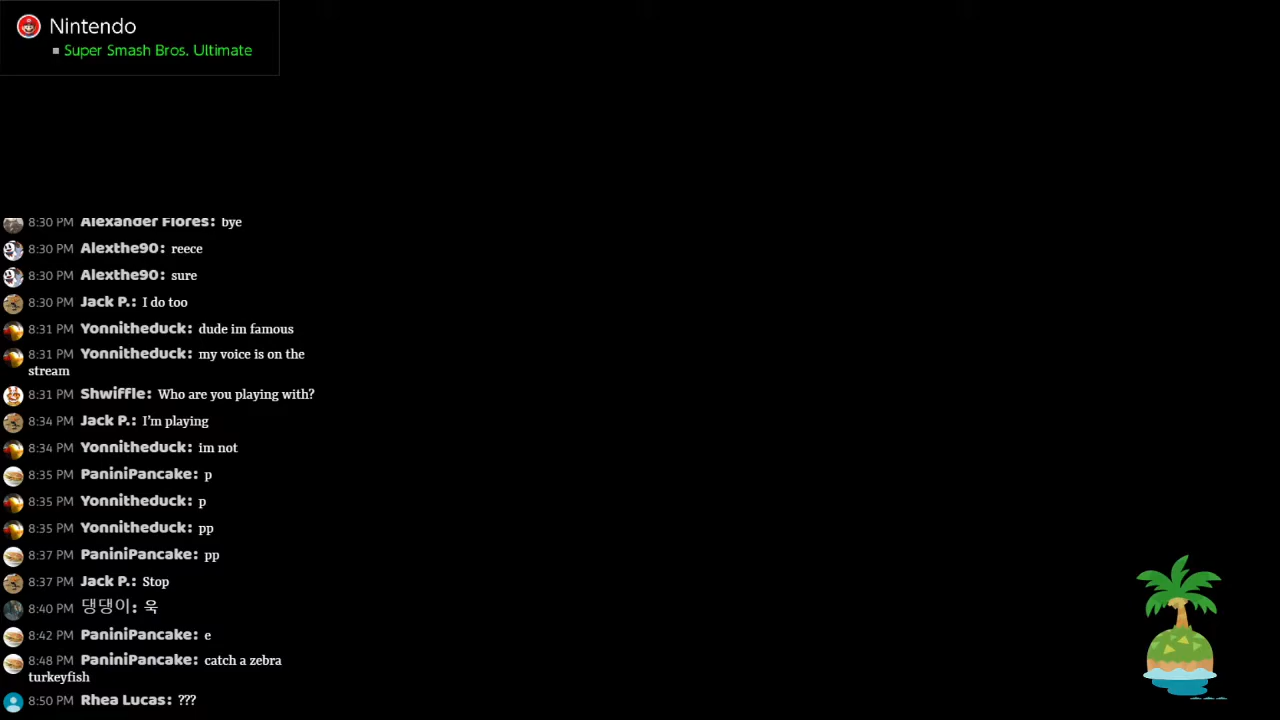 Nintendo
Super Smash Bros. Ultimate
8:30 PM Alexander Flores: bye
8:30 PM Alexthe90: reece
8:30 PM Alexthe90: sure
8:30 PM Jack P.: I do too
8:31 PM Yonnitheduck: dude im famous
8:31 PM Yonnitheduck: my voice is on the
stream
8:31 PM Shwiffle: Who are you playing with?
8:34 PM Jack P.: I'm playing
8:34 PM Yonnitheduck: im not
8:35 PM PaniniPancake: p
8:35 PM Yonnitheduck: p
8:35 PM Yonnitheduck: pp
8:37 PM PaniniPancake: pp
8:37 PM Jack P.: Stop
8:40 PM 댕댕이: 욱
8:42 PM PaniniPancake: e
8:48 PM PaniniPancake: catch a zebra
turkeyfish
8:50 PM Rhea Lucas: ???